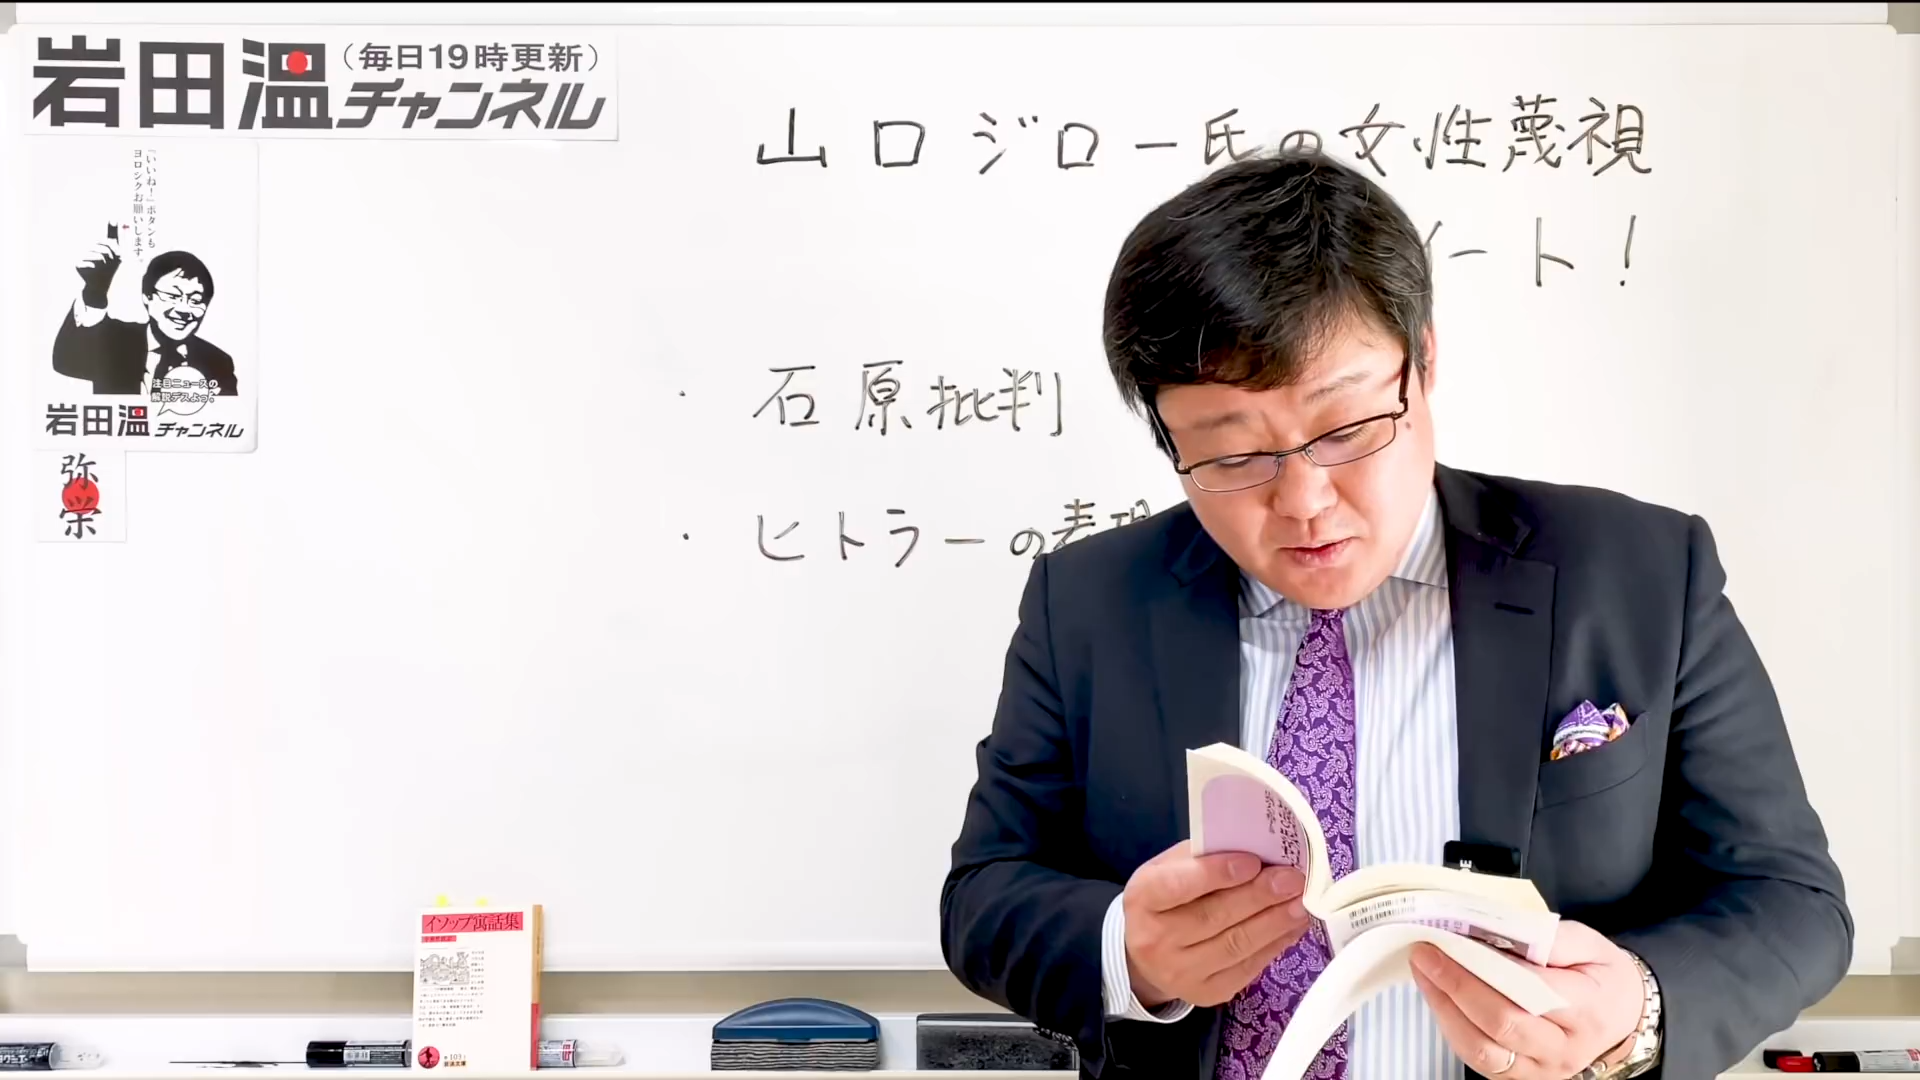 岩田温
(毎日19時更新)
チャンネル
「いいね!」ボタンも
ヨロシクお願いします。
注目ニュースの
解説デスよっ!
岩田温チャンネル
弥栄
山口ジロー氏の女性蔑視
ート!
・石原批判
・ヒトラーの表現
イソップ寓話集